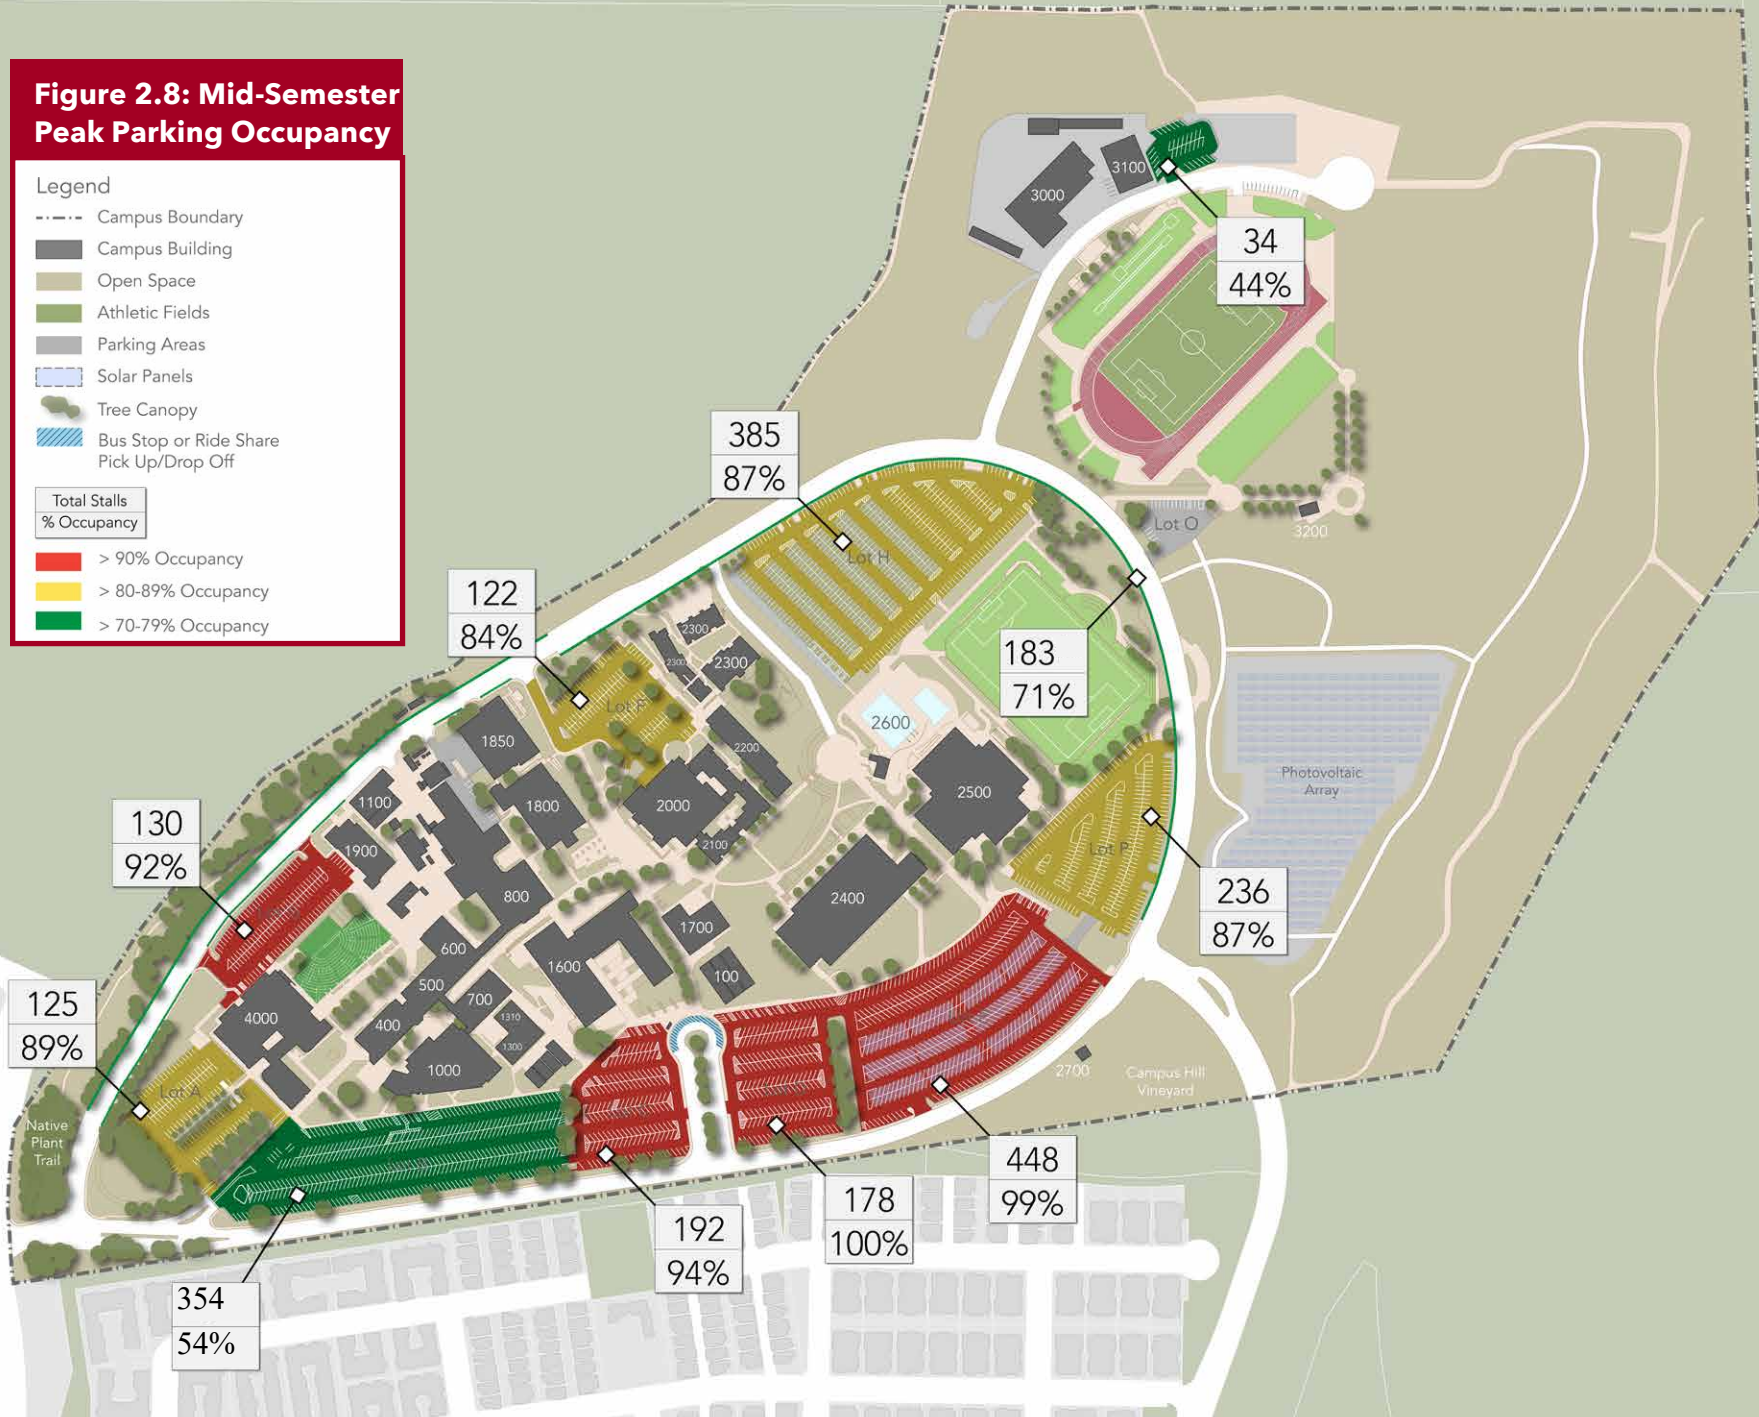 Figure 2.8: Mid-Semester
Peak Parking Occupancy
Legend
Campus Boundary
Campus Building
Open Space
Athletic Fields
Parking Areas
Solar Panels
Tree Canopy
Bus Stop or Ride Share
Pick Up/Drop Off
Total Stalls
% Occupancy
> 90% Occupancy
> 80-89% Occupancy
> 70-79% Occupancy
3100
3000
34
44%
385
87%
Lot O
3200
Lot H
122
84%
2300
2300
2300
183
71%
Lot F
2600
1850
2200
Photovoltaic
Array
1100
1800
2000
2500
130
92%
1900
2100
Lot P
236
87%
800
2400
1700
600
1600
100
500
700
125
89%
4000
400
1310
1300
1000
2700
Campus Hill
Vineyard
Lot A
Native
Plant
Trail
448
99%
178
100%
192
94%
354
54%